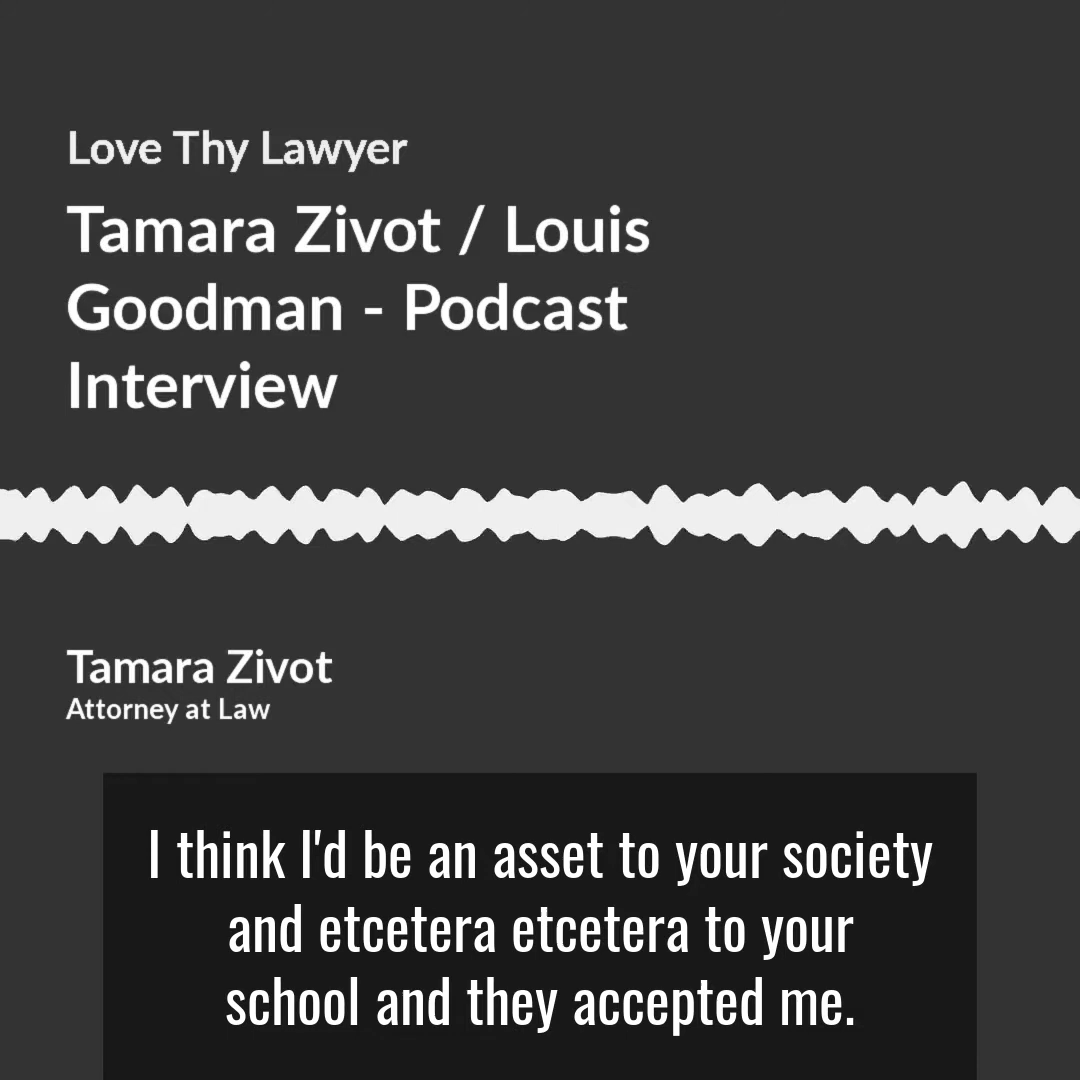 Love Thy Lawyer
Tamara Zivot / Louis
Goodman - Podcast
Interview
Tamara Zivot
Attorney at Law
I think I'd be an asset to your society
and etcetera etcetera to your
school and they accepted me.